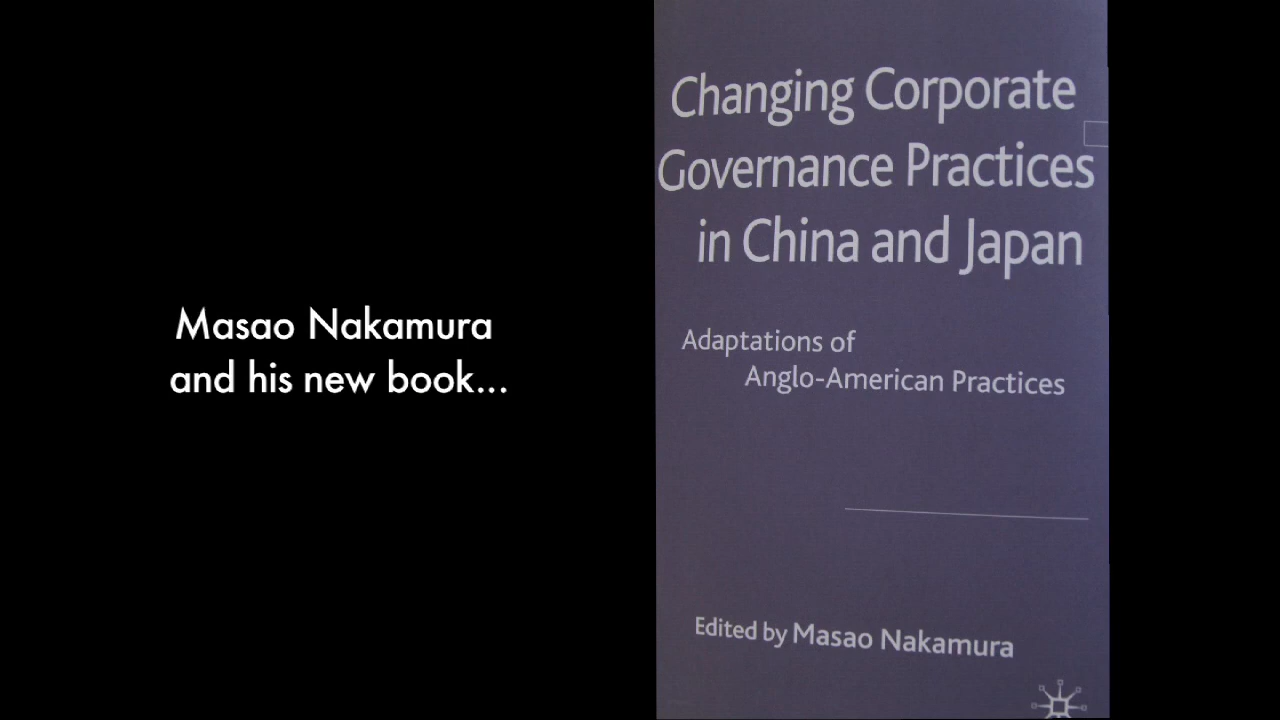 Masao Nakamura
and his new book...
Changing Corporate
Governance Practices
in China and Japan
Adaptations of
Anglo-American Practices
Edited by Masao Nakamura